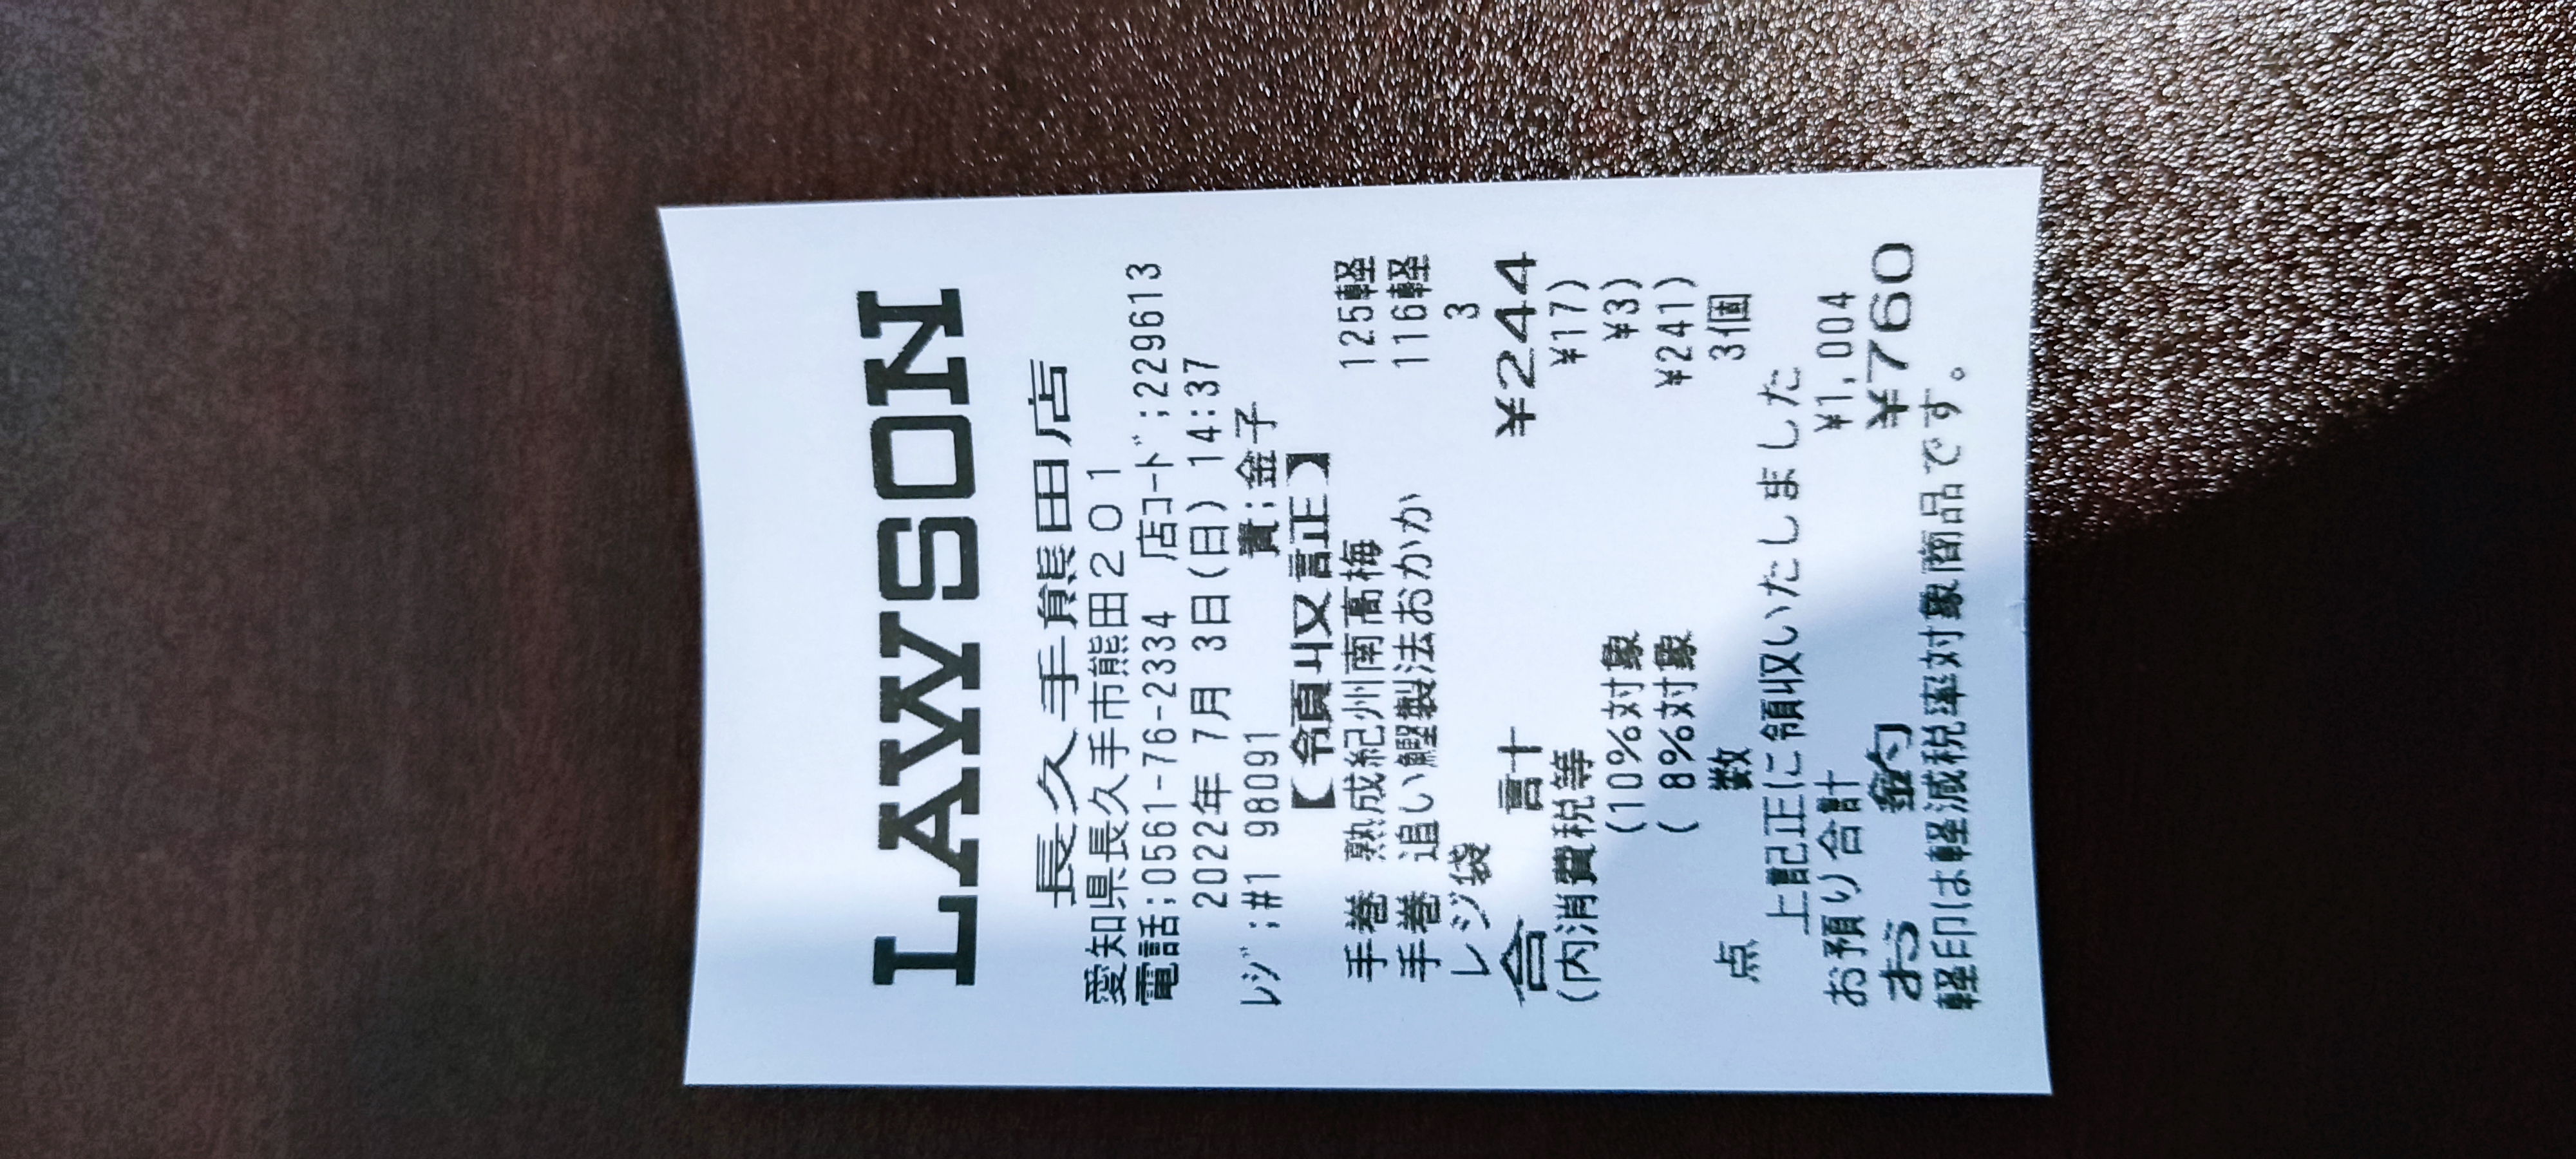 LAWSON
長久手熊田店
愛知県長久手市熊田２０１
電話;0561-76-2334 店ｺｰﾄﾞ;229613
2022年 7月 3日(日) 14:37
ﾚｼﾞ;#1 98091 責;金子
【領収証】
手巻 熟成紀州南高梅 125軽
手巻 追い鰹製法おかか 116軽
レジ袋 3
合 計 ¥244
(内消費税等 ¥17)
(10%対象 ¥3)
( 8%対象 ¥241)
点 数 3個
上記正に領収いたしました
お預り合計 ¥1,004
お 釣 ¥760
軽印は軽減税率対象商品です。